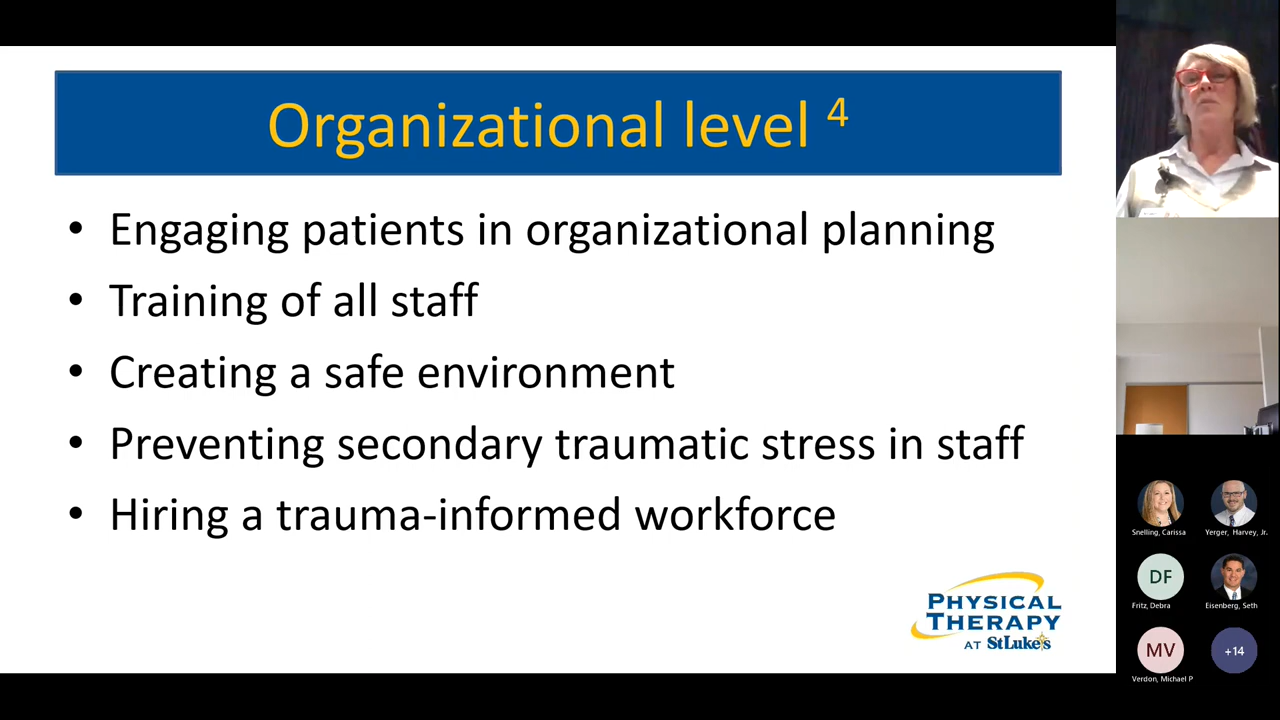 Organizational level 4
• Engaging patients in organizational planning
• Training of all staff
• Creating a safe environment
• Preventing secondary traumatic stress in staff
• Hiring a trauma-informed workforce
PHYSICAL
THERAPY
AT StLuke's
Snelling, Carissa
Yerger, Harvey, Jr.
DF
Fritz, Debra
Eisenberg, Seth
MV
+14
Verdon, Michael P